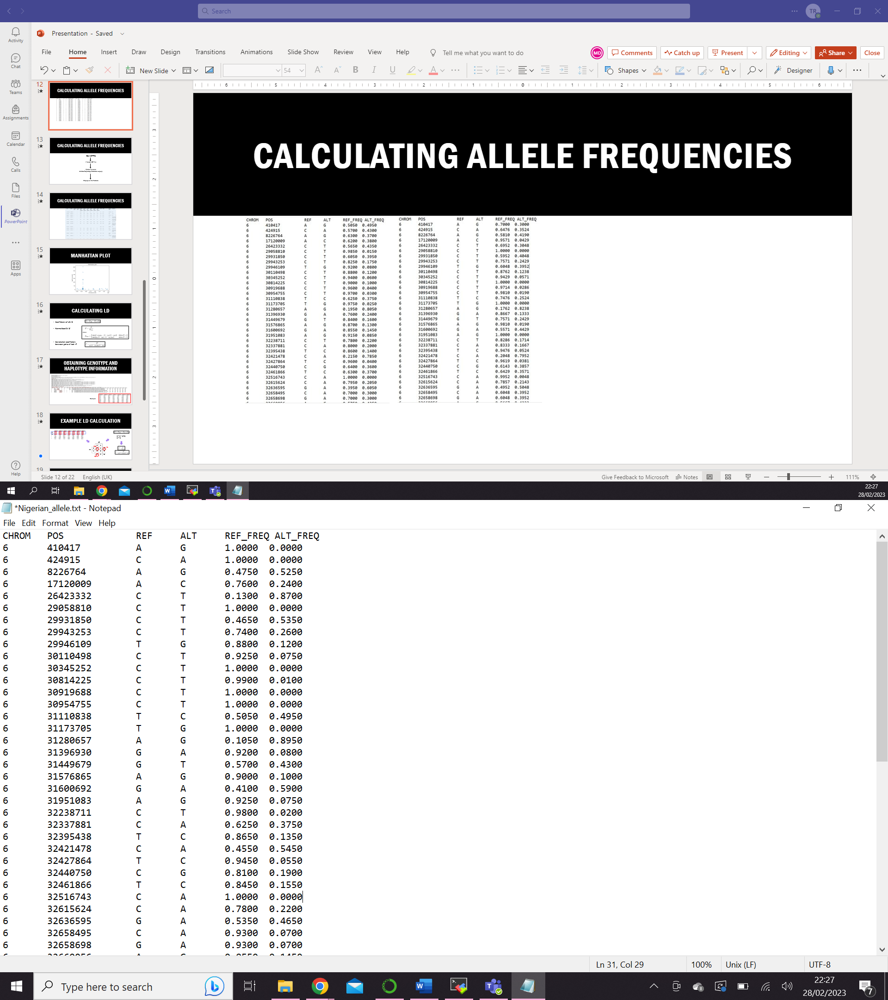 Search
TR
Activity
Chat
Teams
Assignments
Calendar
Calls
Files
PowerPoint
Apps
Help
Presentation - Saved
File Home Insert Draw Design Transitions Animations Slide Show Review View Help Tell me what you want to do
MD Comments Catch up Present Editing Share Close
New Slide 54 B I U A Shapes Designer
12
CALCULATING ALLELE FREQUENCIES
13
CALCULATING ALLELE FREQUENCIES
14
CALCULATING ALLELE FREQUENCIES
15
MANHATTAN PLOT
16
CALCULATING LD
17
OBTAINING GENOTYPE AND
HAPLOTYPE INFORMATION
18
EXAMPLE LD CALCULATION
19
CALCULATING ALLELE FREQUENCIES
CHROM POS REF ALT REF_FREQ ALT_FREQ
6 410417 A G 0.5050 0.4950
6 424915 C A 0.5700 0.4300
6 8226764 A G 0.6300 0.3700
6 17120009 A C 0.6200 0.3800
6 26423332 C T 0.5650 0.4350
6 29058810 C T 0.9850 0.0150
6 29931850 C T 0.6050 0.3950
6 29943253 C T 0.8250 0.1750
6 29946109 T G 0.9200 0.0800
6 30110498 C T 0.8800 0.1200
6 30345252 C T 0.9400 0.0600
6 30814225 C T 0.9000 0.1000
6 30919688 C T 0.9600 0.0400
6 30954755 C T 0.9700 0.0300
6 31110838 T C 0.6250 0.3750
6 31173705 T G 0.9750 0.0250
6 31280657 A G 0.1950 0.8050
6 31396930 G A 0.7600 0.2400
6 31449679 G T 0.8400 0.1600
6 31576865 A G 0.8700 0.1300
6 31600692 G A 0.8550 0.1450
6 31951083 A G 0.9150 0.0850
6 32238711 C T 0.7800 0.2200
6 32337881 C A 0.8000 0.2000
6 32395438 T C 0.8600 0.1400
6 32421478 C A 0.2150 0.7850
6 32427864 T C 0.9600 0.0400
6 32440750 C G 0.6400 0.3600
6 32461866 T C 0.6300 0.3700
6 32516743 C A 1.0000 0.0000
6 32615624 C A 0.7950 0.2050
6 32636595 G A 0.3950 0.6050
6 32658495 C A 0.7000 0.3000
6 32658698 G A 0.7000 0.3000
CHROM POS REF ALT REF_FREQ ALT_FREQ
6 410417 A G 0.7000 0.3000
6 424915 C A 0.6476 0.3524
6 8226764 A G 0.5810 0.4190
6 17120009 A C 0.9571 0.0429
6 26423332 C T 0.6952 0.3048
6 29058810 C T 1.0000 0.0000
6 29931850 C T 0.5952 0.4048
6 29943253 C T 0.7571 0.2429
6 29946109 T G 0.6048 0.3952
6 30110498 C T 0.8762 0.1238
6 30345252 C T 0.9429 0.0571
6 30814225 C T 1.0000 0.0000
6 30919688 C T 0.9714 0.0286
6 30954755 C T 0.9810 0.0190
6 31110838 T C 0.7476 0.2524
6 31173705 T G 1.0000 0.0000
6 31280657 A G 0.1762 0.8238
6 31396930 G A 0.8667 0.1333
6 31449679 G T 0.7571 0.2429
6 31576865 A G 0.9810 0.0190
6 31600692 G A 0.5571 0.4429
6 31951083 A G 1.0000 0.0000
6 32238711 C T 0.8286 0.1714
6 32337881 C A 0.8333 0.1667
6 32395438 T C 0.9476 0.0524
6 32421478 C A 0.2048 0.7952
6 32427864 T C 0.9619 0.0381
6 32440750 C G 0.6143 0.3857
6 32461866 T C 0.6429 0.3571
6 32516743 C A 0.9952 0.0048
6 32615624 C A 0.7857 0.2143
6 32636595 G A 0.4952 0.5048
6 32658495 C A 0.6048 0.3952
6 32658698 G A 0.6048 0.3952
Slide 12 of 22 English (UK) Give Feedback to Microsoft Notes 111%
22:27
28/02/2023
*Nigerian_allele.txt - Notepad
File Edit Format View Help
CHROM POS REF ALT REF_FREQ ALT_FREQ
6 410417 A G 1.0000 0.0000
6 424915 C A 1.0000 0.0000
6 8226764 A G 0.4750 0.5250
6 17120009 A C 0.7600 0.2400
6 26423332 C T 0.1300 0.8700
6 29058810 C T 1.0000 0.0000
6 29931850 C T 0.4650 0.5350
6 29943253 C T 0.7400 0.2600
6 29946109 T G 0.8800 0.1200
6 30110498 C T 0.9250 0.0750
6 30345252 C T 1.0000 0.0000
6 30814225 C T 0.9900 0.0100
6 30919688 C T 1.0000 0.0000
6 30954755 C T 1.0000 0.0000
6 31110838 T C 0.5050 0.4950
6 31173705 T G 1.0000 0.0000
6 31280657 A G 0.1050 0.8950
6 31396930 G A 0.9200 0.0800
6 31449679 G T 0.5700 0.4300
6 31576865 A G 0.9000 0.1000
6 31600692 G A 0.4100 0.5900
6 31951083 A G 0.9250 0.0750
6 32238711 C T 0.9800 0.0200
6 32337881 C A 0.6250 0.3750
6 32395438 T C 0.8650 0.1350
6 32421478 C A 0.4550 0.5450
6 32427864 T C 0.9450 0.0550
6 32440750 C G 0.8100 0.1900
6 32461866 T C 0.8450 0.1550
6 32516743 C A 1.0000 0.0000
6 32615624 C A 0.7800 0.2200
6 32636595 G A 0.5350 0.4650
6 32658495 C A 0.9300 0.0700
6 32658698 G A 0.9300 0.0700
Ln 31, Col 29 100% Unix (LF) UTF-8
Type here to search
22:27
28/02/2023
7